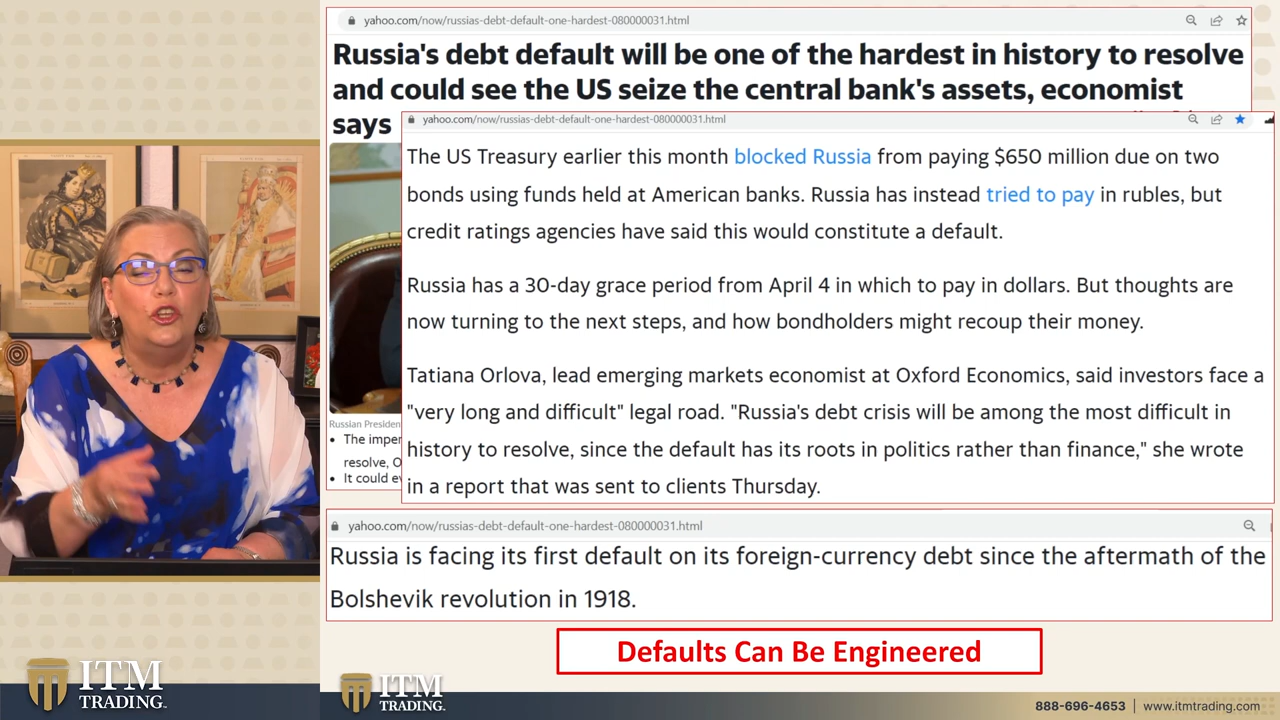 yahoo.com/now/russias-debt-default-one-hardest-080000031.html
Russia's debt default will be one of the hardest in history to resolve
and could see the US seize the central bank's assets, economist
says
yahoo.com/now/russias-debt-default-one-hardest-080000031.html
The US Treasury earlier this month blocked Russia from paying $650 million due on two
bonds using funds held at American banks. Russia has instead tried to pay in rubles, but
credit ratings agencies have said this would constitute a default.
Russia has a 30-day grace period from April 4 in which to pay in dollars. But thoughts are
now turning to the next steps, and how bondholders might recoup their money.
Tatiana Orlova, lead emerging markets economist at Oxford Economics, said investors face a
"very long and difficult" legal road. "Russia's debt crisis will be among the most difficult in
history to resolve, since the default has its roots in politics rather than finance," she wrote
in a report that was sent to clients Thursday.
Russian
• The
resolve,
• It could
yahoo.com/now/russias-debt-default-one-hardest-080000031.html
Russia is facing its first default on its foreign-currency debt since the aftermath of the
Bolshevik revolution in 1918.
Defaults Can Be Engineered
ITM
TRADING
ITM
TRADING
888-696-4653 | www.itmtrading.com